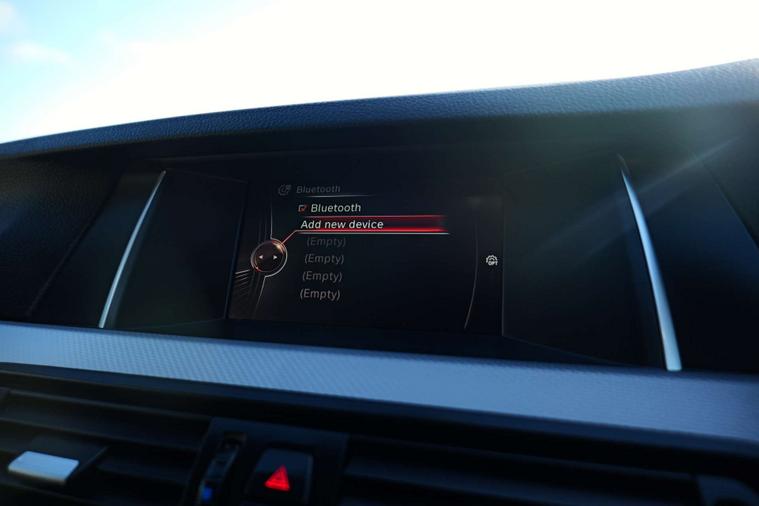 Bluetooth
Bluetooth
Add new device
(Empty)
(Empty)
(Empty)
(Empty)
OPT